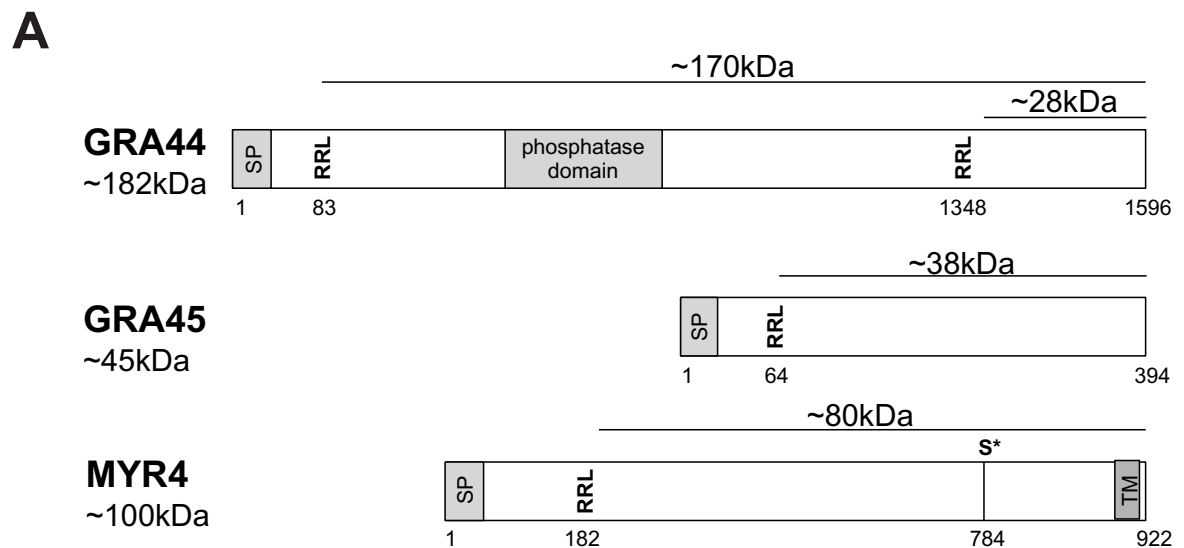 A
~170kDa
~28kDa
GRA44
~182kDa
SP
RRL
phosphatase
domain
RRL
1
83
1348
1596
~38kDa
GRA45
~45kDa
SP
RRL
1
64
394
~80kDa
S*
MYR4
~100kDa
SP
RRL
TM
1
182
784
922